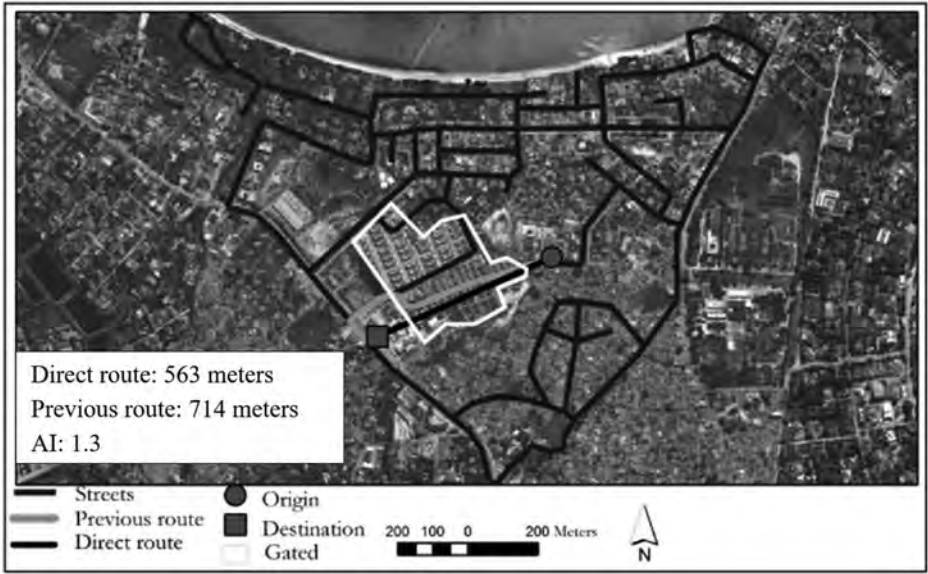 Direct route: 563 meters
Previous route: 714 meters
AI: 1.3
Streets
Previous route
Direct route
Origin
Destination
Gated
200 100 0 200 Meters
N